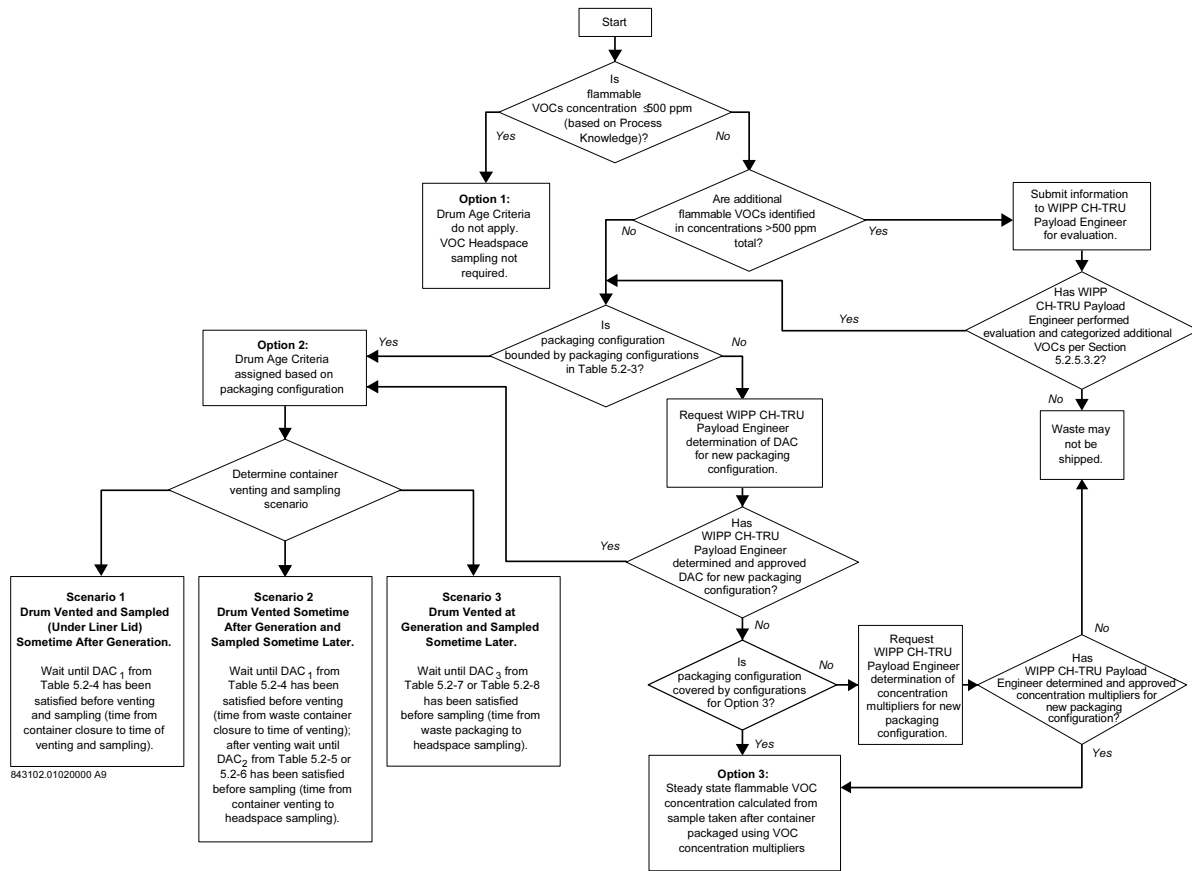 Start
Is
flammable
VOCs concentration ≤500 ppm
(based on Process
Knowledge)?
Yes
No
Option 1:
Drum Age Criteria
do not apply.
VOC Headspace
sampling not
required.
Are additional
flammable VOCs identified
in concentrations >500 ppm
total?
No
Yes
Submit information
to WIPP CH-TRU
Payload Engineer
for evaluation.
Has WIPP
CH-TRU Payload
Engineer performed
evaluation and categorized additional
VOCs per Section
5.2.5.3.2?
Yes
No
Waste may
not be
shipped.
Is
packaging configuration
bounded by packaging configurations
in Table 5.2-3?
Yes
No
Option 2:
Drum Age Criteria
assigned based on
packaging configuration
Request WIPP CH-TRU
Payload Engineer
determination of DAC
for new packaging
configuration.
Determine container
venting and sampling
scenario
Has
WIPP CH-TRU
Payload Engineer
determined and approved
DAC for new packaging
configuration?
Yes
No
Scenario 1
Drum Vented and Sampled
(Under Liner Lid)
Sometime After Generation.
Wait until DAC1 from
Table 5.2-4 has been
satisfied before venting
and sampling (time from
container closure to time of
venting and sampling).
Scenario 2
Drum Vented Sometime
After Generation and
Sampled Sometime Later.
Wait until DAC1 from
Table 5.2-4 has been
satisfied before venting
(time from waste container
closure to time of venting);
after venting wait until
DAC2 from Table 5.2-5 or
5.2-6 has been satisfied
before sampling (time from
container venting to
headspace sampling).
Scenario 3
Drum Vented at
Generation and Sampled
Sometime Later.
Wait until DAC3 from
Table 5.2-7 or Table 5.2-8
has been satisfied
before sampling (time from
waste packaging to
headspace sampling).
Is
packaging configuration
covered by configurations
for Option 3?
No
Yes
Request
WIPP CH-TRU
Payload Engineer
determination of
concentration
multipliers for new
packaging
configuration.
Has
WIPP CH-TRU Payload
Engineer determined and approved
concentration multipliers for
new packaging
configuration?
No
Yes
Option 3:
Steady state flammable VOC
concentration calculated from
sample taken after container
packaged using VOC
concentration multipliers
843102.01020000 A9